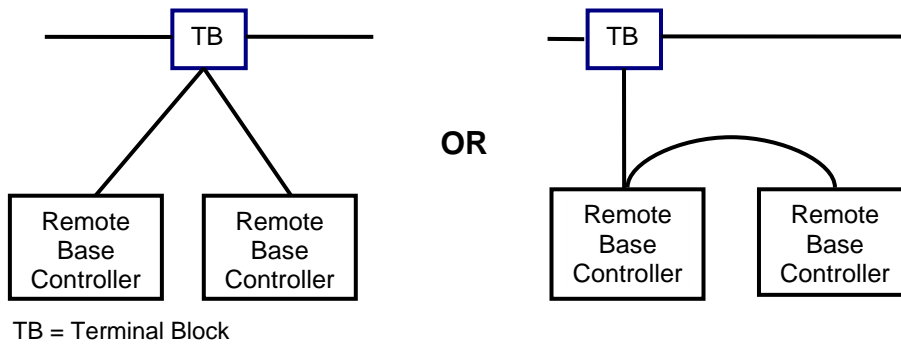 TB
TB
OR
Remote
Base
Controller
Remote
Base
Controller
Remote
Base
Controller
Remote
Base
Controller
TB = Terminal Block